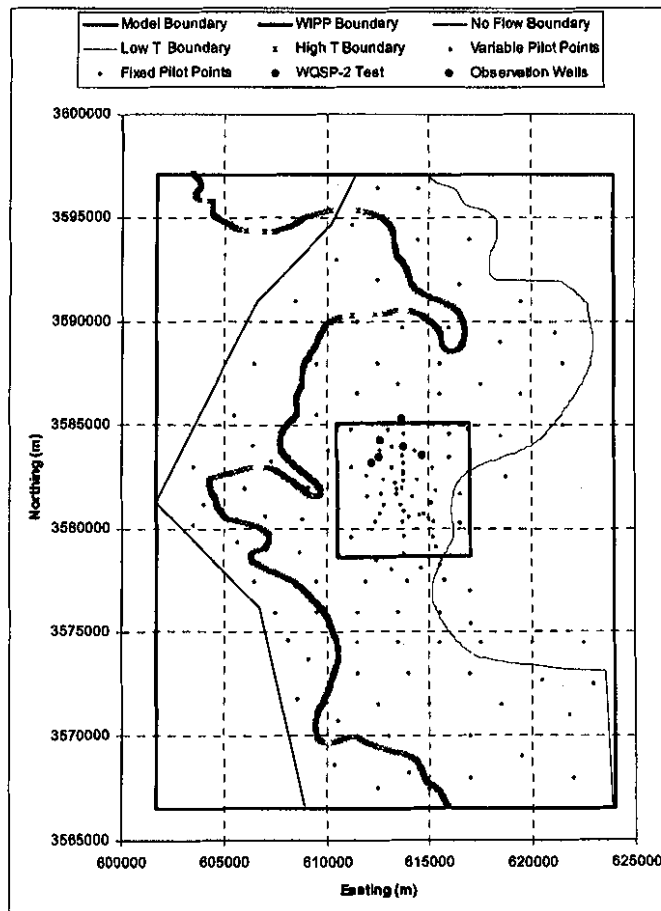 Model Boundary WIPP Boundary No Flow Boundary
Low T Boundary High T Boundary Variable Pilot Points
Fixed Pilot Points WQSP-2 Test Observation Wells
3600000
3595000
3590000
3585000
3580000
3575000
3570000
3565000
Northing (m)
600000 605000 610000 615000 620000 625000
Easting (m)